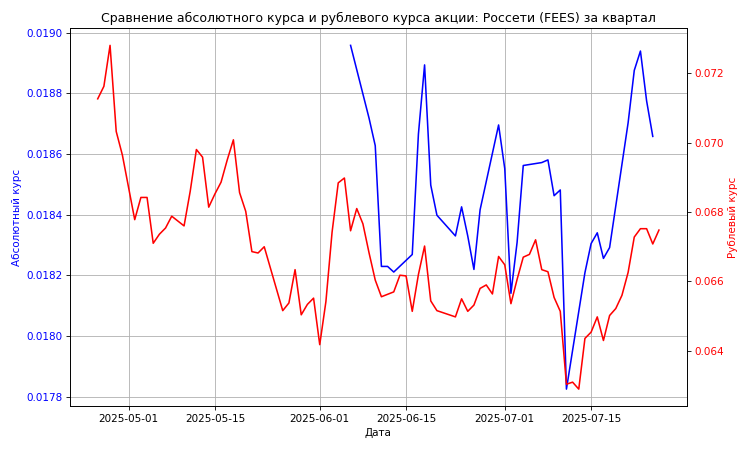 Сравнение абсолютного курса и рублевого курса акции: Россети (FEES) за квартал
0.0190
0.0188
0.0186
0.0184
0.0182
0.0180
0.0178
Абсолютный курс
0.072
0.070
0.068
0.066
0.064
Рублевый курс
2025-05-01 2025-05-15 2025-06-01 2025-06-15 2025-07-01 2025-07-15
Дата